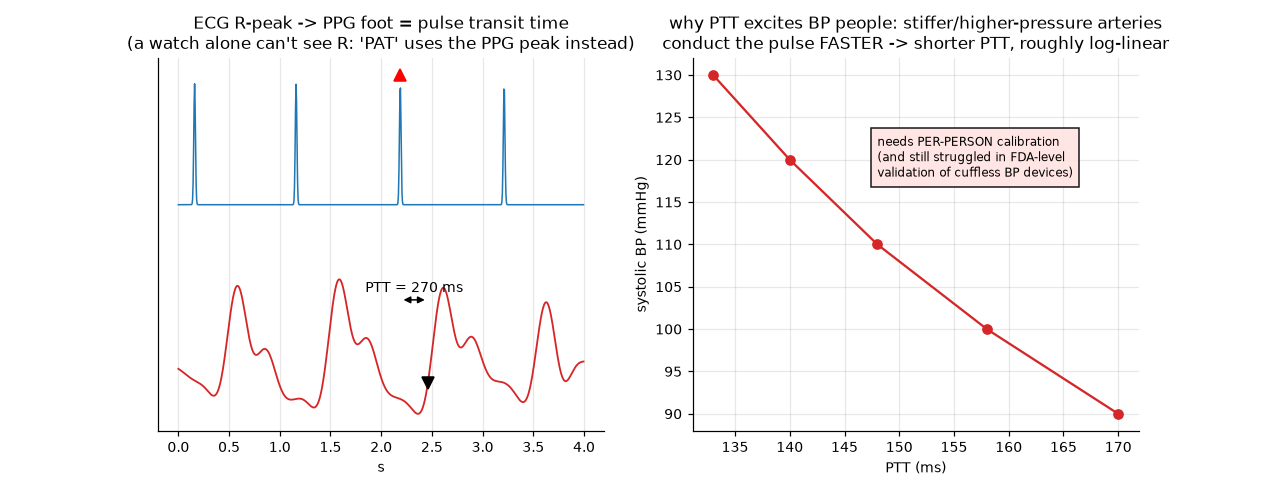 ECG R-peak -> PPG foot = pulse transit time
(a watch alone can't see R: 'PAT' uses the PPG peak instead)
PTT = 270 ms
0.0 0.5 1.0 1.5 2.0 2.5 3.0 3.5 4.0
s
why PTT excites BP people: stiffer/higher-pressure arteries
conduct the pulse FASTER -> shorter PTT, roughly log-linear
systolic BP (mmHg)
130
125
120
115
110
105
100
95
90
needs PER-PERSON calibration
(and still struggled in FDA-level
validation of cuffless BP devices)
135 140 145 150 155 160 165 170
PTT (ms)